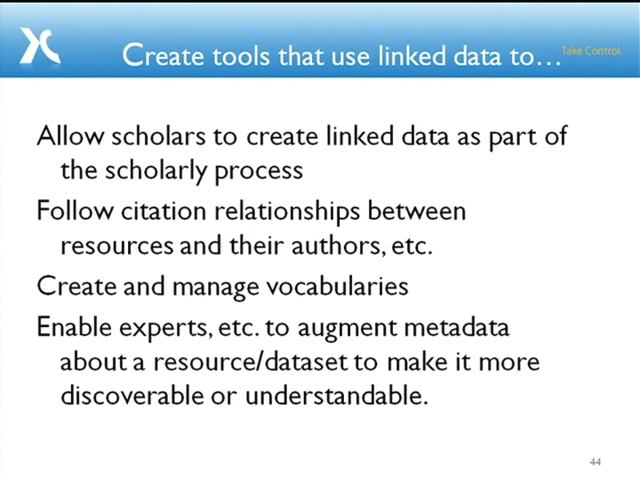 Create tools that use linked data to...
Take Control.
Allow scholars to create linked data as part of
the scholarly process
Follow citation relationships between
resources and their authors, etc.
Create and manage vocabularies
Enable experts, etc. to augment metadata
about a resource/dataset to make it more
discoverable or understandable.
44